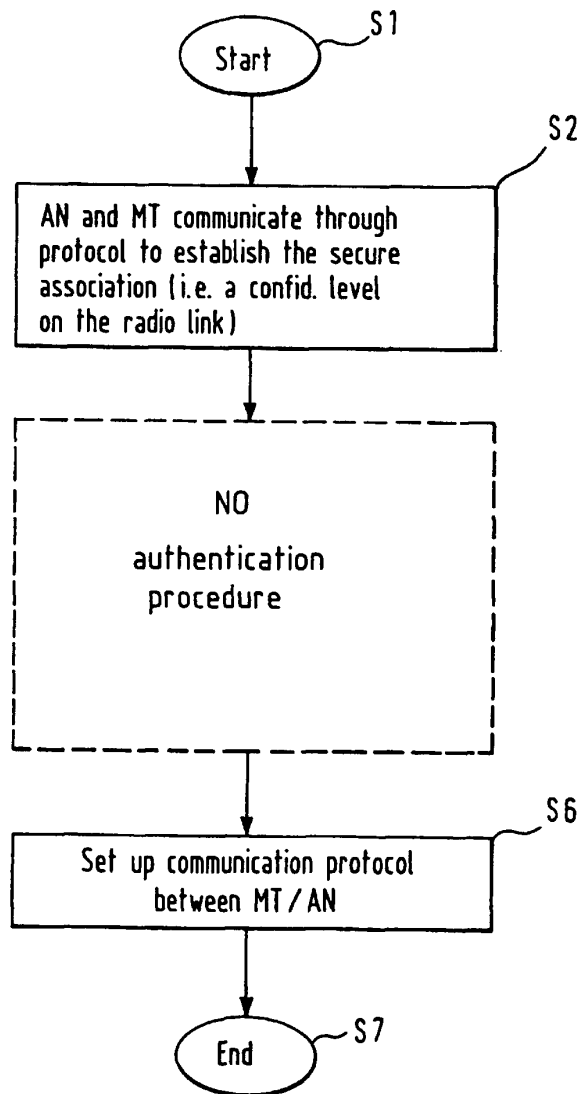 S1
Start
S2
AN and MT communicate through
protocol to establish the secure
association (i.e. a confid. level
on the radio link)
NO
authentication
procedure
S6
Set up communication protocol
between MT/AN
S7
End